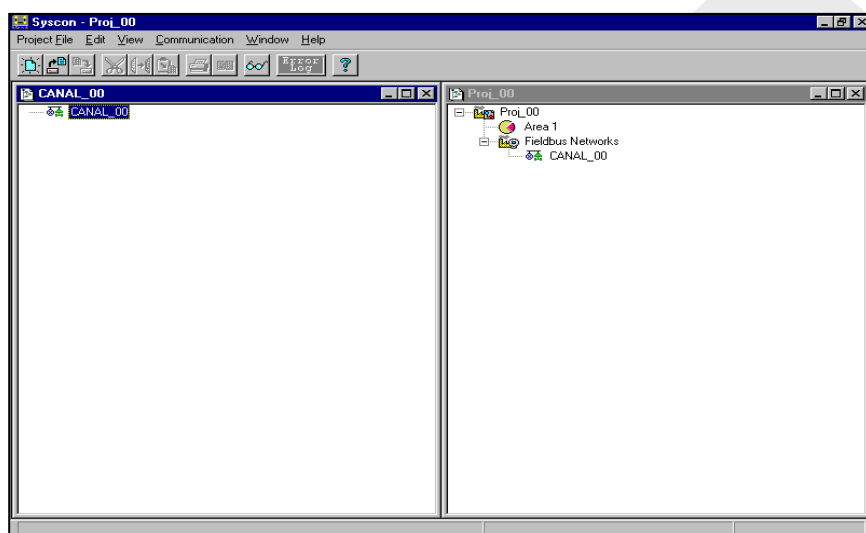 Syscon - Proj_00
Project File Edit View Communication Window Help
Error Log ?
CANAL_00
CANAL_00
Proj_00
Proj_00
Area 1
Fieldbus Networks
CANAL_00